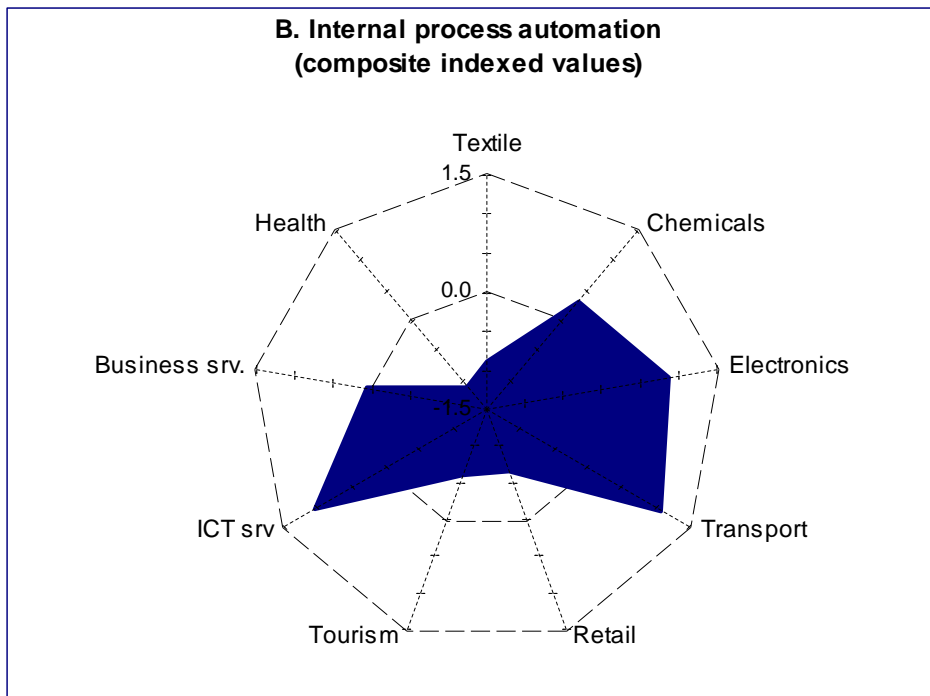 B. Internal process automation
(composite indexed values)
Textile
1.5
Health
Chemicals
0.0
Business srv.
Electronics
-1.5
ICT srv
Transport
Tourism
Retail